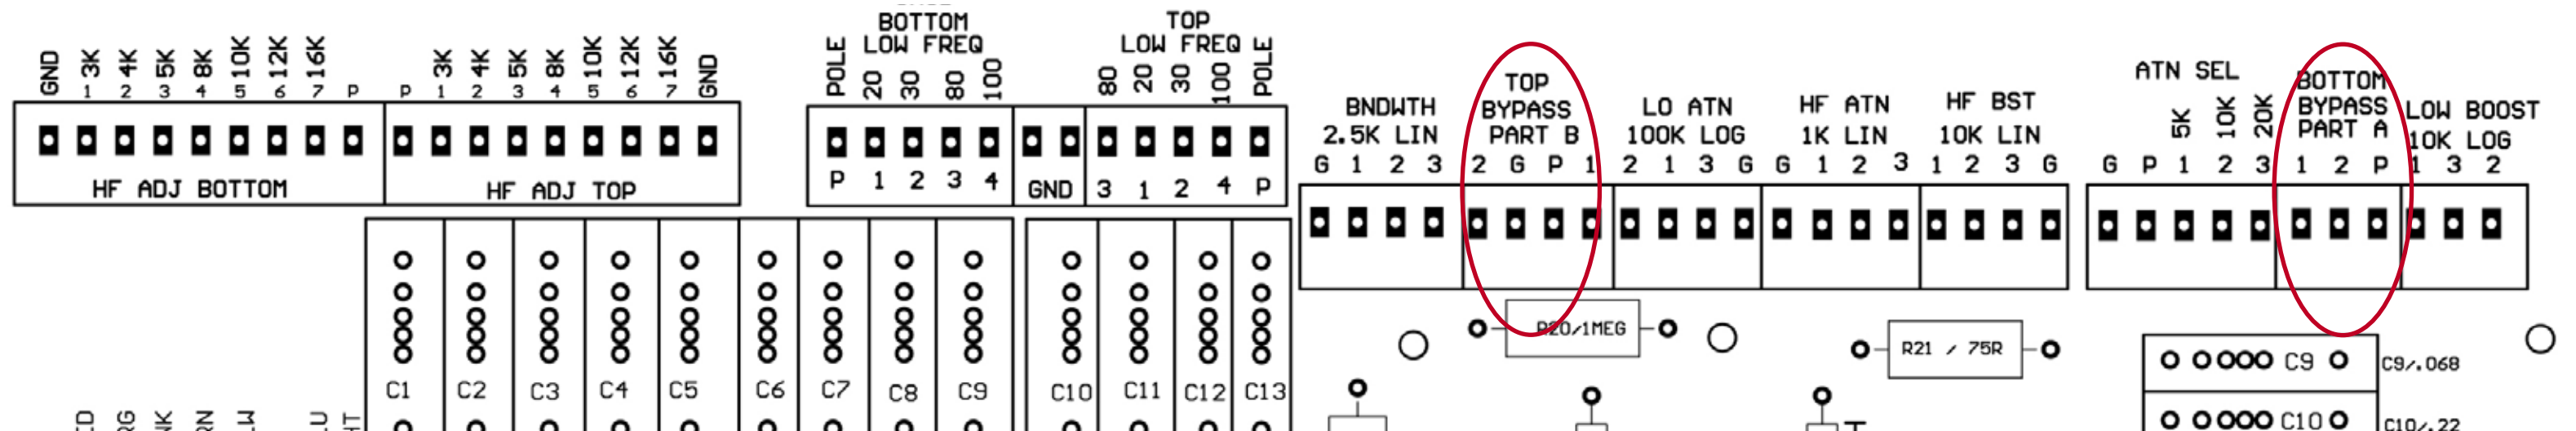 GND 3K 4K 5K 8K 10K 12K 16K
1 2 3 4 5 6 7 P
HF ADJ BOTTOM
3K 4K 5K 8K 10K 12K 16K GND
P 1 2 3 4 5 6 7
HF ADJ TOP
BOTTOM
LOW FREQ
POLE 20 30 80 100
P 1 2 3 4
GND
TOP
LOW FREQ
80 20 30 100 POLE
3 1 2 4 P
BNDWTH
2.5K LIN
G 1 2 3
TOP
BYPASS
PART B
2 G P 1
LO ATN
100K LOG
2 1 3 G
HF ATN
1K LIN
G 1 2 3
HF BST
10K LIN
1 2 3 G
ATN SEL
5K 10K 20K
G P 1 2 3
BOTTOM
BYPASS
PART A
1 2 P
LOW BOOST
10K LOG
1 3 2
R20/1MEG
R21 / 75R
C1 C2 C3 C4 C5 C6 C7 C8 C9 C10 C11 C12 C13
C9 C9/.068
C10 C10/.22